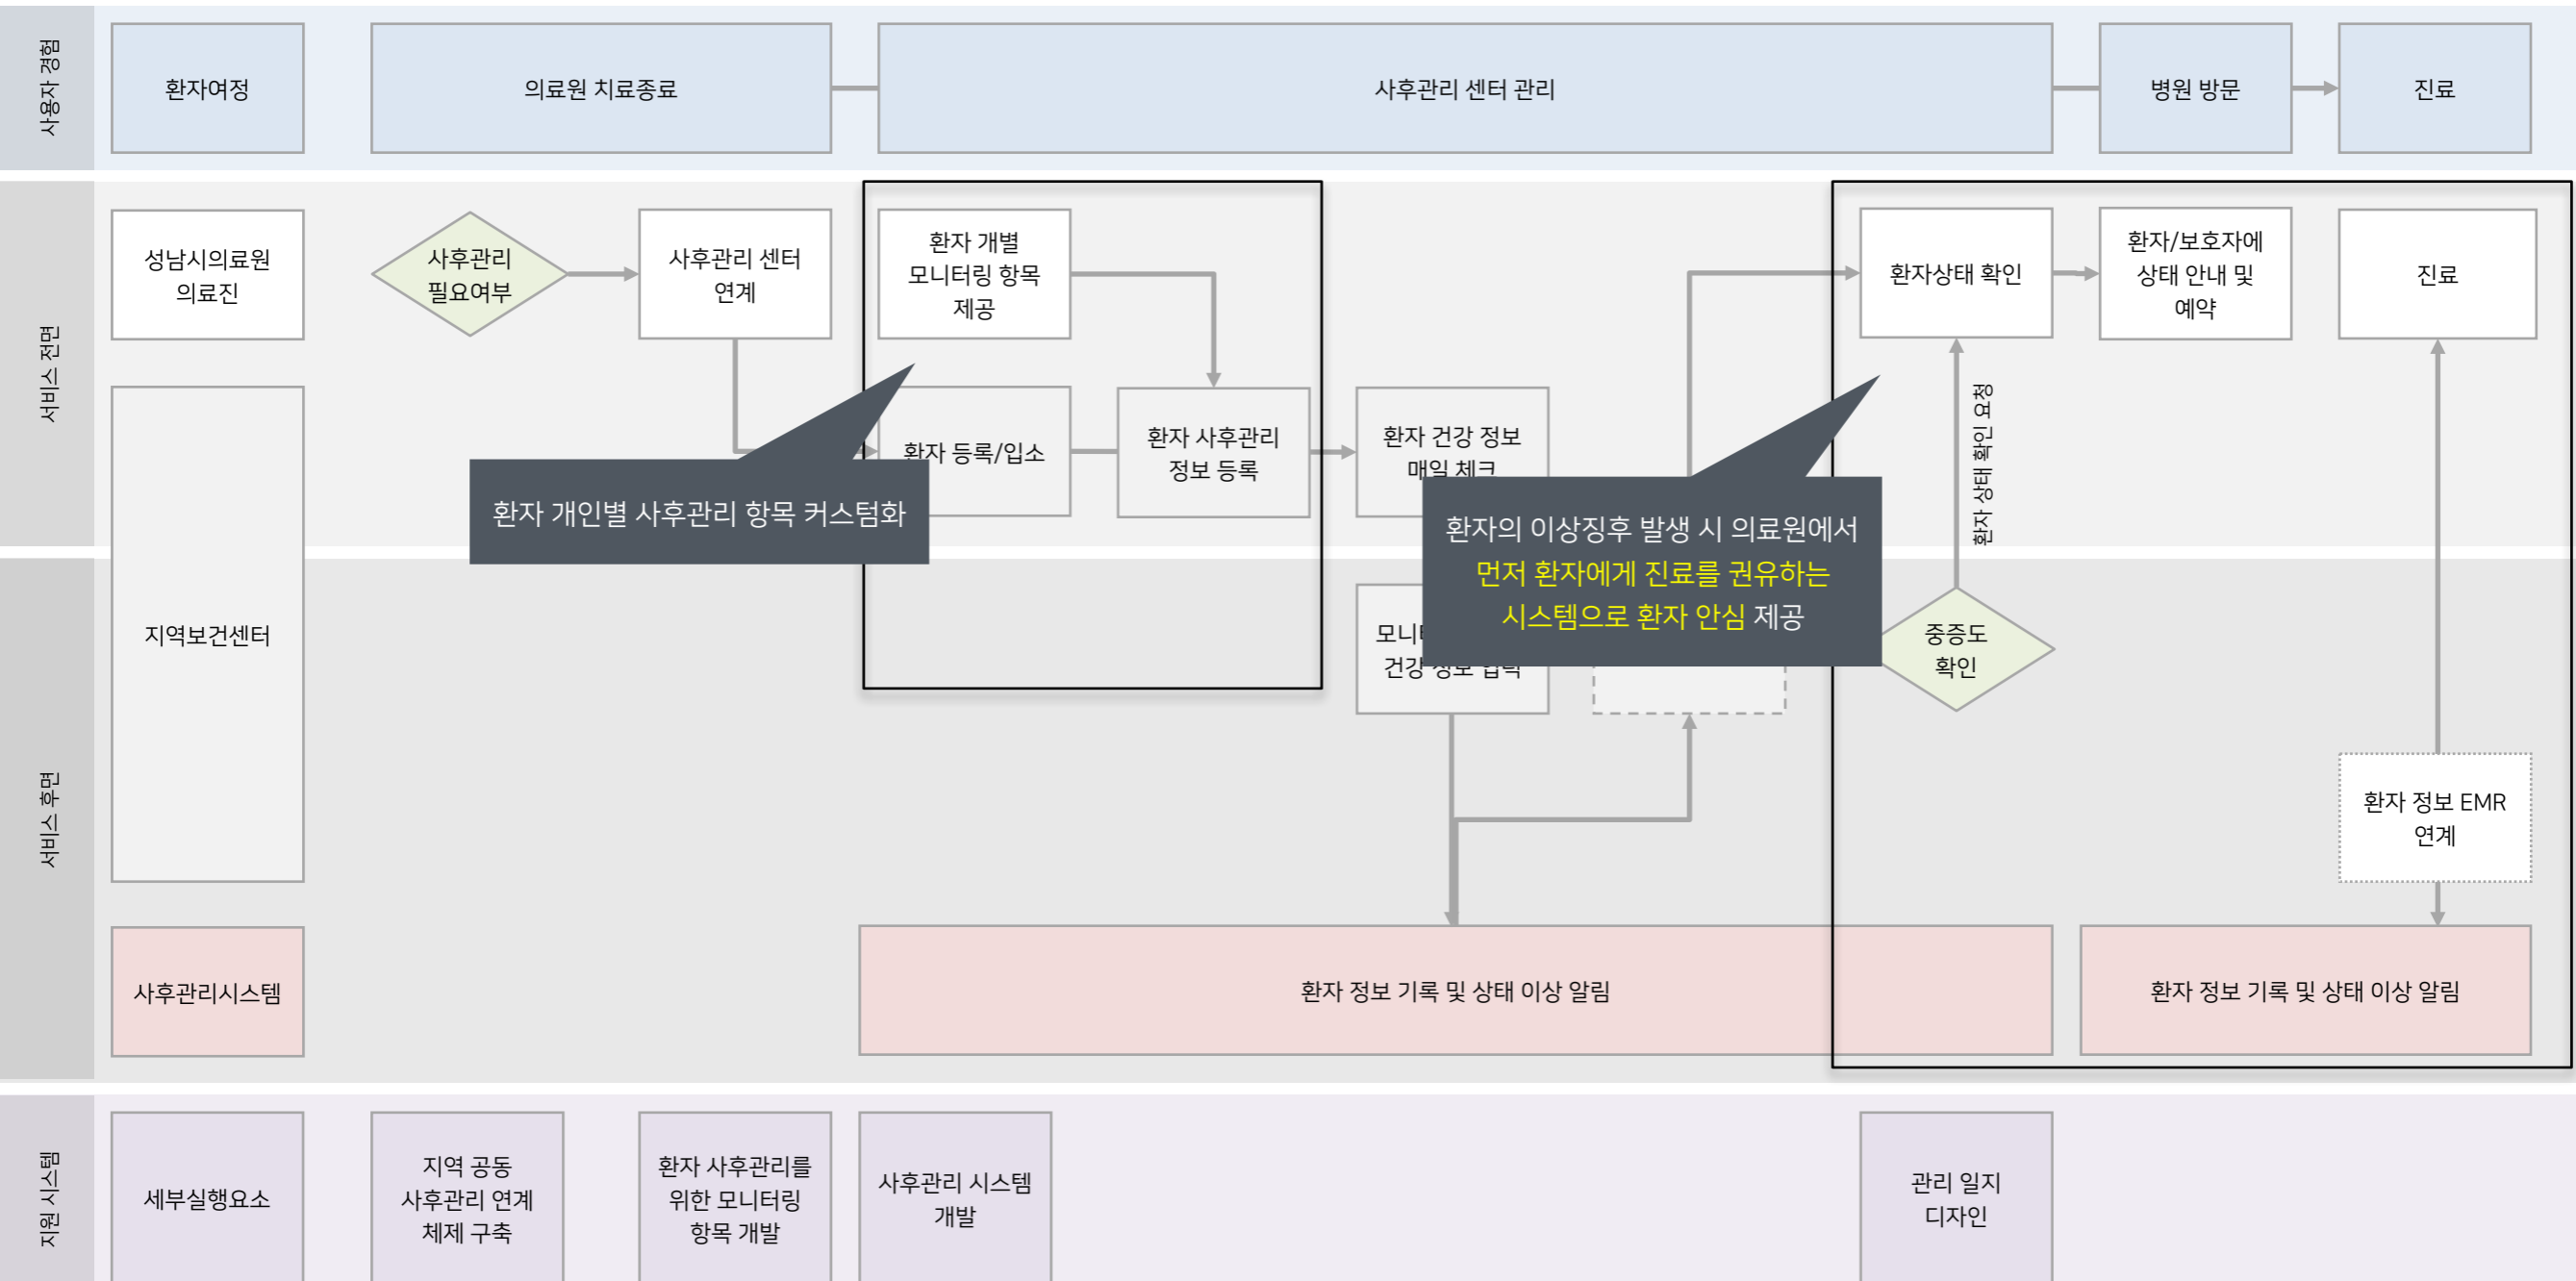 사용자 경험
환자여정
의료원 치료종료
사후관리 센터 관리
병원 방문
진료
서비스 전면
성남시의료원
의료진
사후관리
필요여부
사후관리 센터
연계
환자 개별
모니터링 항목
제공
환자상태 확인
환자/보호자에
상태 안내 및
예약
진료
지역보건센터
환자 등록/입소
환자 사후관리
정보 등록
환자 건강 정보
매일 체크
환자 상태 확인 요청
환자 개인별 사후관리 항목 커스텀화
환자의 이상징후 발생 시 의료원에서
먼저 환자에게 진료를 권유하는
시스템으로 환자 안심 제공
서비스 후면
건강 정보 입력
중증도
확인
환자 정보 EMR
연계
사후관리시스템
환자 정보 기록 및 상태 이상 알림
환자 정보 기록 및 상태 이상 알림
지원 시스템
세부실행요소
지역 공동
사후관리 연계
체제 구축
환자 사후관리를
위한 모니터링
항목 개발
사후관리 시스템
개발
관리 일지
디자인